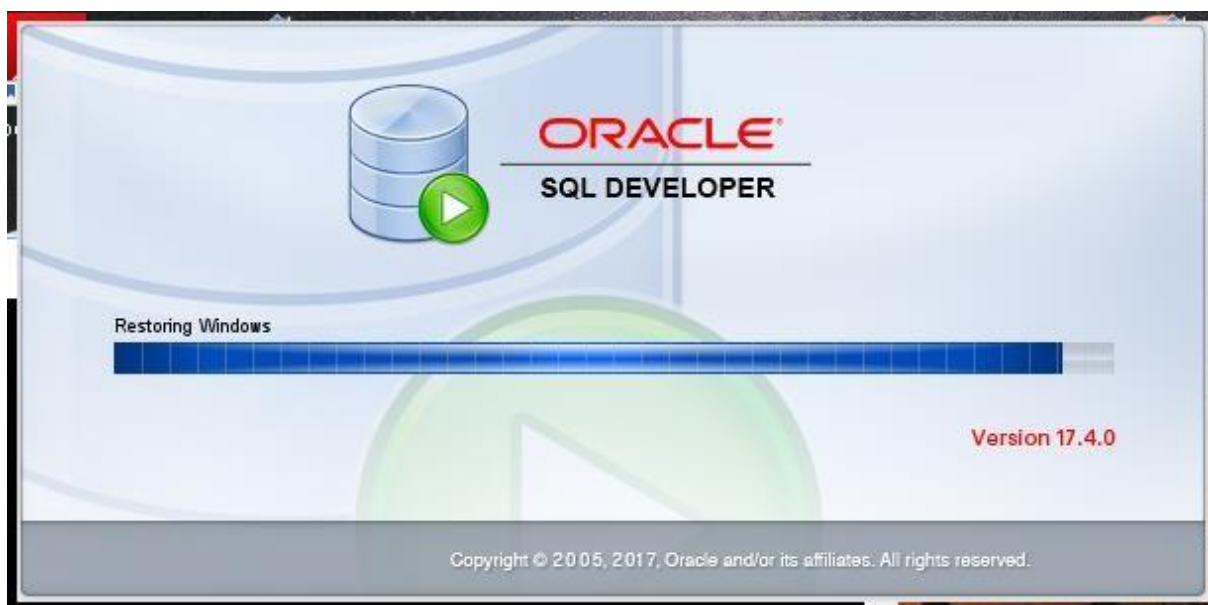 ORACLE
SQL DEVELOPER
Restoring Windows
Version 17.4.0
Copyright © 2005, 2017, Oracle and/or its affiliates. All rights reserved.